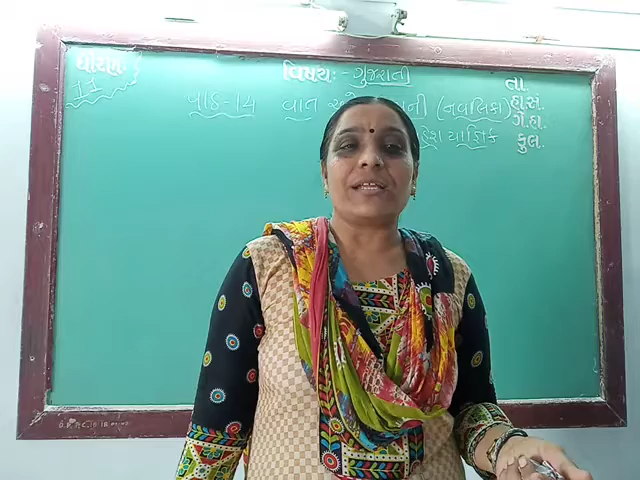 ધોરણ:
11
વિષય:- ગુજરાતી
પાઠ-14 વાત (નવલિકા)
યાજ્ઞિક
તા.
હા.સં.
ગે.હા.
કુલ.